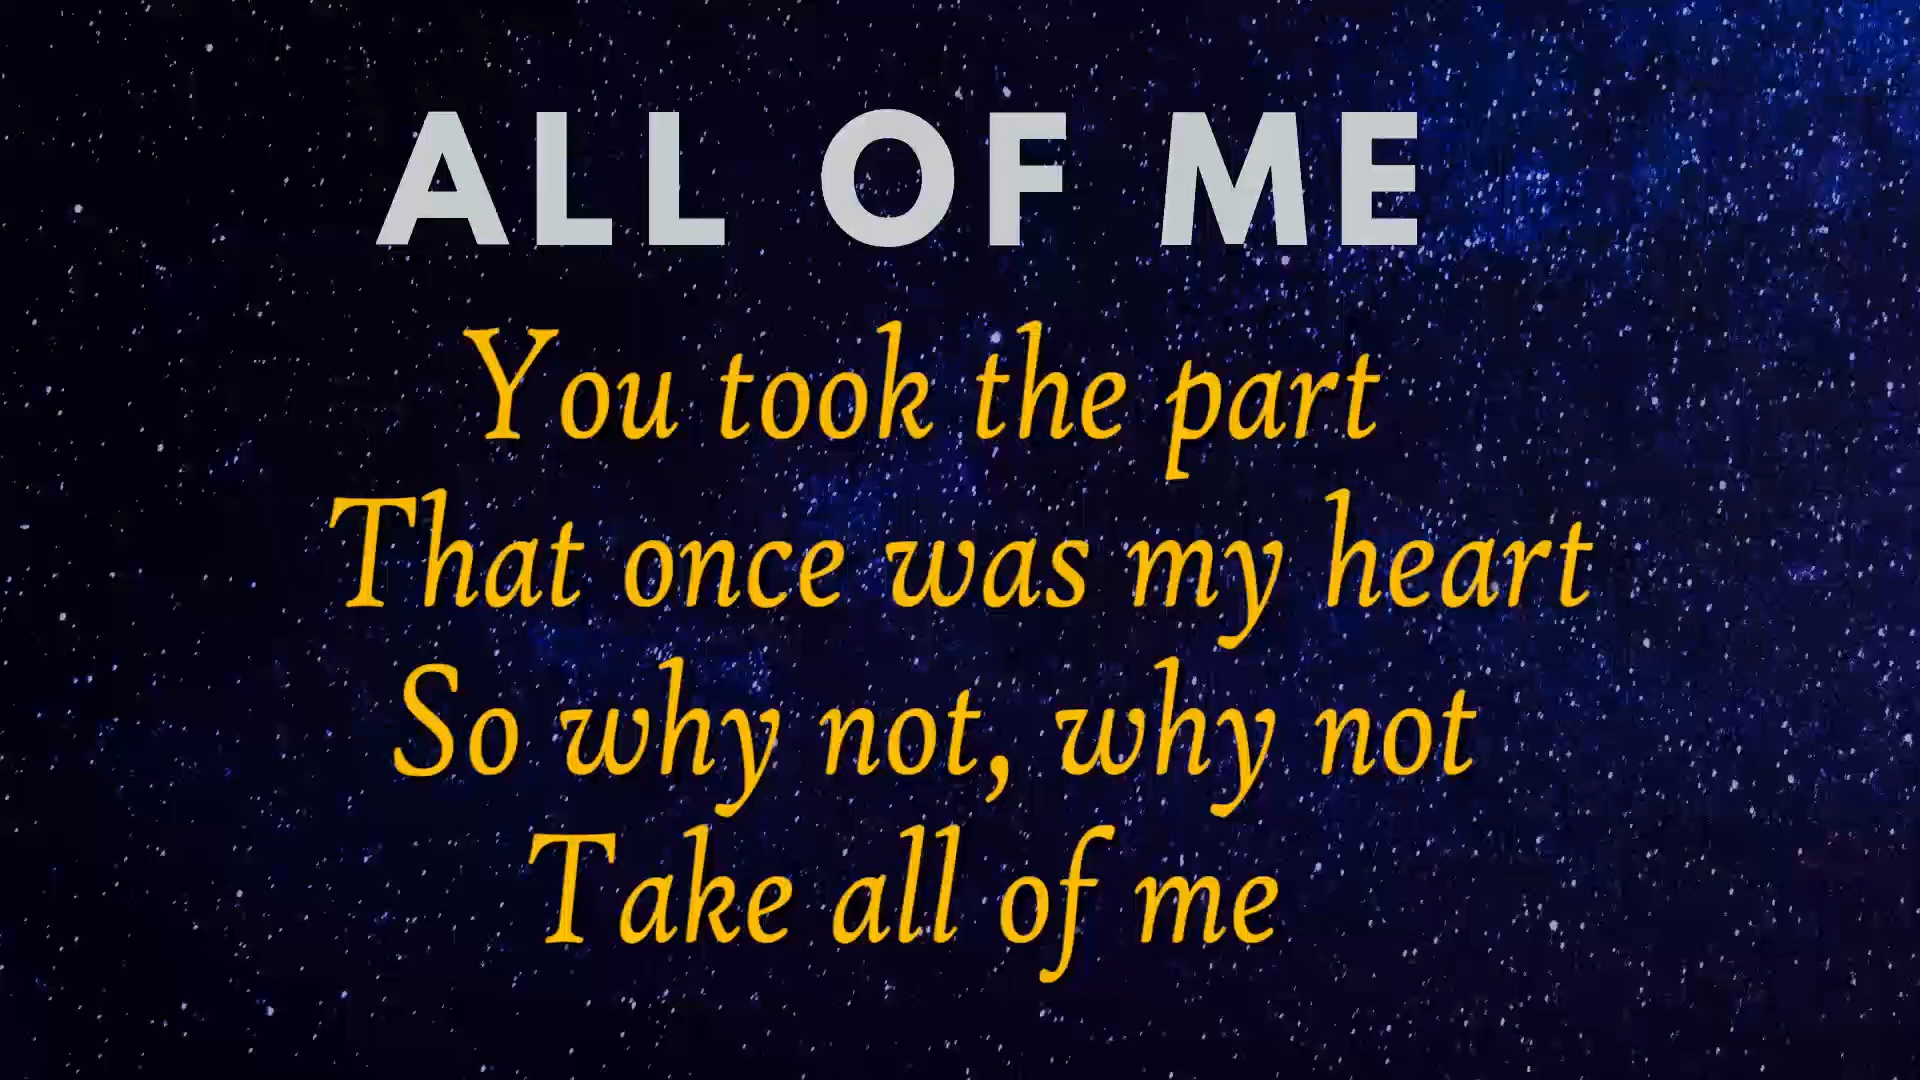 ALL OF ME
You took the part
That once was my heart
So why not, why not
Take all of me